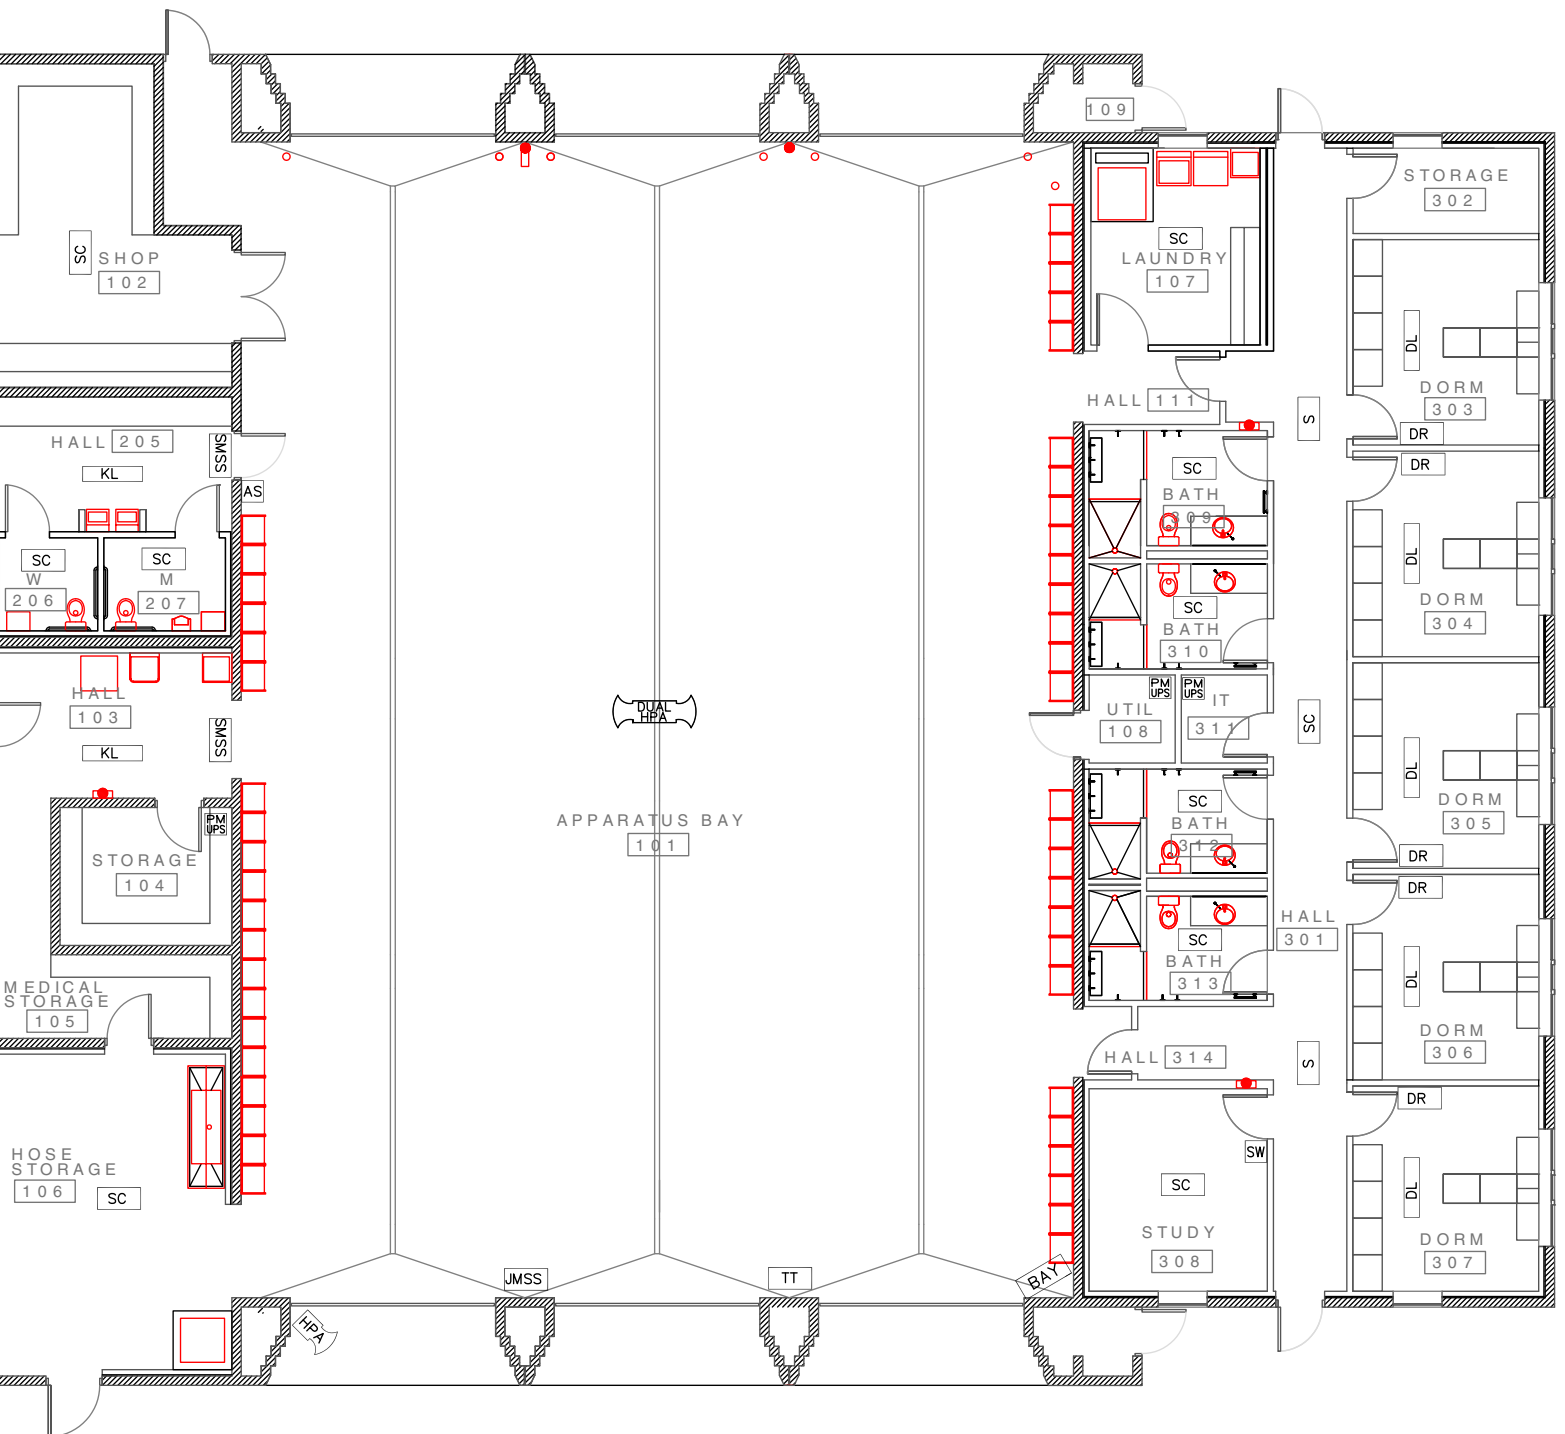 109
STORAGE
302
SC
SHOP
102
SC
LAUNDRY
107
DL
DORM
303
HALL 111
S
DR
HALL 205
SMSS
KL
AS
SC
BATH
309
DR
DL
DORM
304
SC
W
206
SC
M
207
SC
BATH
310
HALL
103
SMSS
KL
DUAL
HPA
PM
UPS
UTIL
108
PM
UPS
IT
311
SC
DL
DORM
305
DR
APPARATUS BAY
101
SC
BATH
312
PM
UPS
STORAGE
104
DR
HALL
301
SC
BATH
313
DL
DORM
306
MEDICAL
STORAGE
105
HALL 314
S
DR
HOSE
STORAGE
106
SC
SW
SC
STUDY
308
DL
DORM
307
JMSS
TT
BAY
HPA